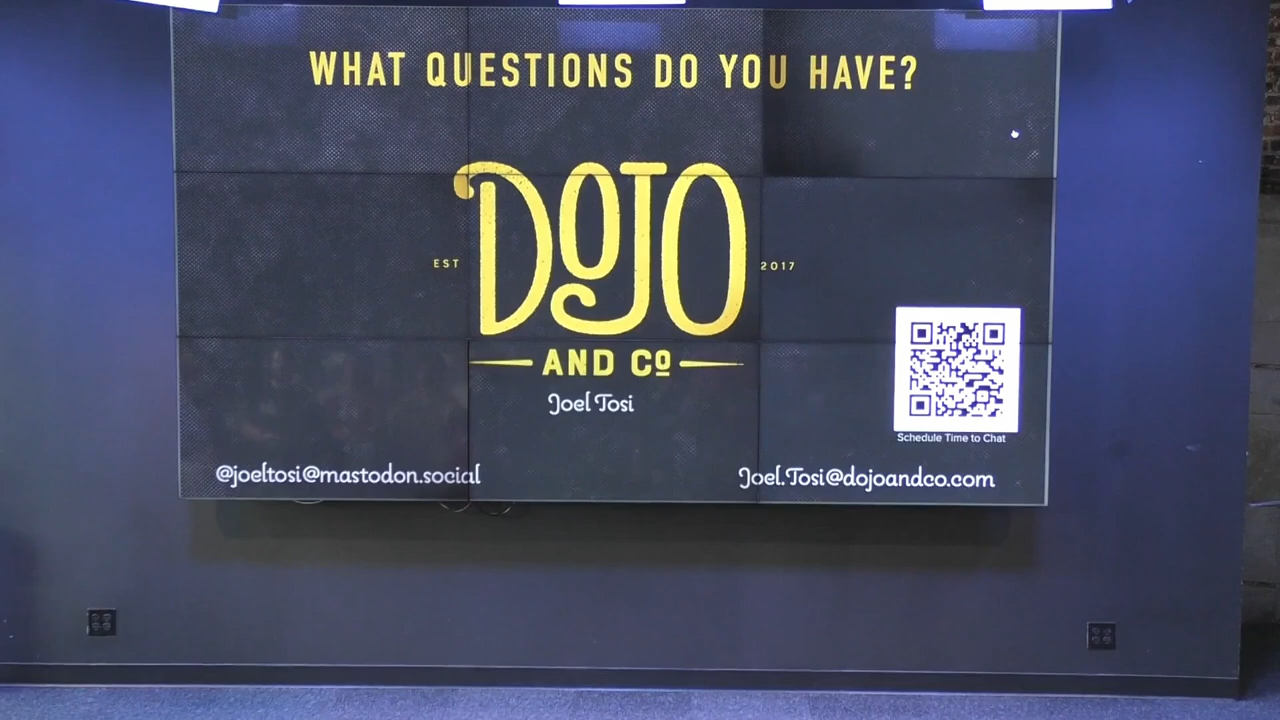 WHAT QUESTIONS DO YOU HAVE?
DOJO
EST 2017
AND CO
Joel Tosi
Schedule Time to Chat
@joeltosi@mastodon.social
Joel.Tosi@dojoandco.com